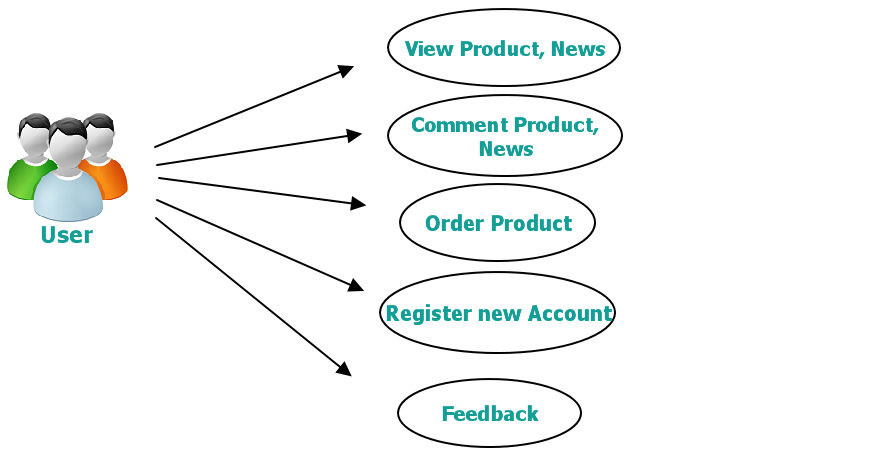 View Product, News
Comment Product,
News
User
Order Product
Register new Account
Feedback